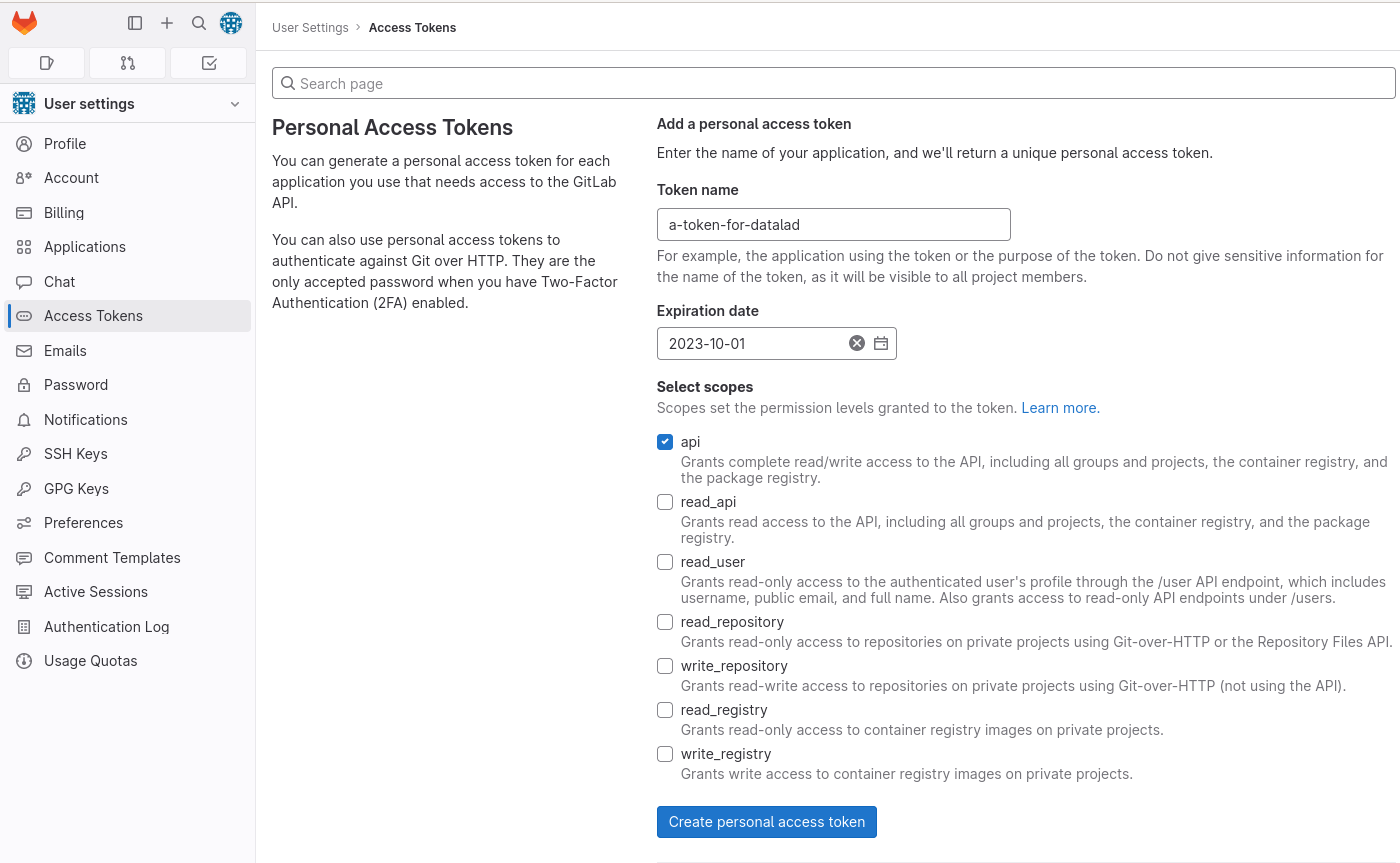 User settings
Profile
Account
Billing
Applications
Chat
Access Tokens
Emails
Password
Notifications
SSH Keys
GPG Keys
Preferences
Comment Templates
Active Sessions
Authentication Log
Usage Quotas
User Settings › Access Tokens
Search page
Personal Access Tokens
You can generate a personal access token for each
application you use that needs access to the GitLab
API.
You can also use personal access tokens to
authenticate against Git over HTTP. They are the
only accepted password when you have Two-Factor
Authentication (2FA) enabled.
Add a personal access token
Enter the name of your application, and we'll return a unique personal access token.
Token name
a-token-for-datalad
For example, the application using the token or the purpose of the token. Do not give sensitive information for
the name of the token, as it will be visible to all project members.
Expiration date
2023-10-01
Select scopes
Scopes set the permission levels granted to the token. Learn more.
api
Grants complete read/write access to the API, including all groups and projects, the container registry, and
the package registry.
read_api
Grants read access to the API, including all groups and projects, the container registry, and the package
registry.
read_user
Grants read-only access to the authenticated user's profile through the /user API endpoint, which includes
username, public email, and full name. Also grants access to read-only API endpoints under /users.
read_repository
Grants read-only access to repositories on private projects using Git-over-HTTP or the Repository Files API.
write_repository
Grants read-write access to repositories on private projects using Git-over-HTTP (not using the API).
read_registry
Grants read-only access to container registry images on private projects.
write_registry
Grants write access to container registry images on private projects.
Create personal access token